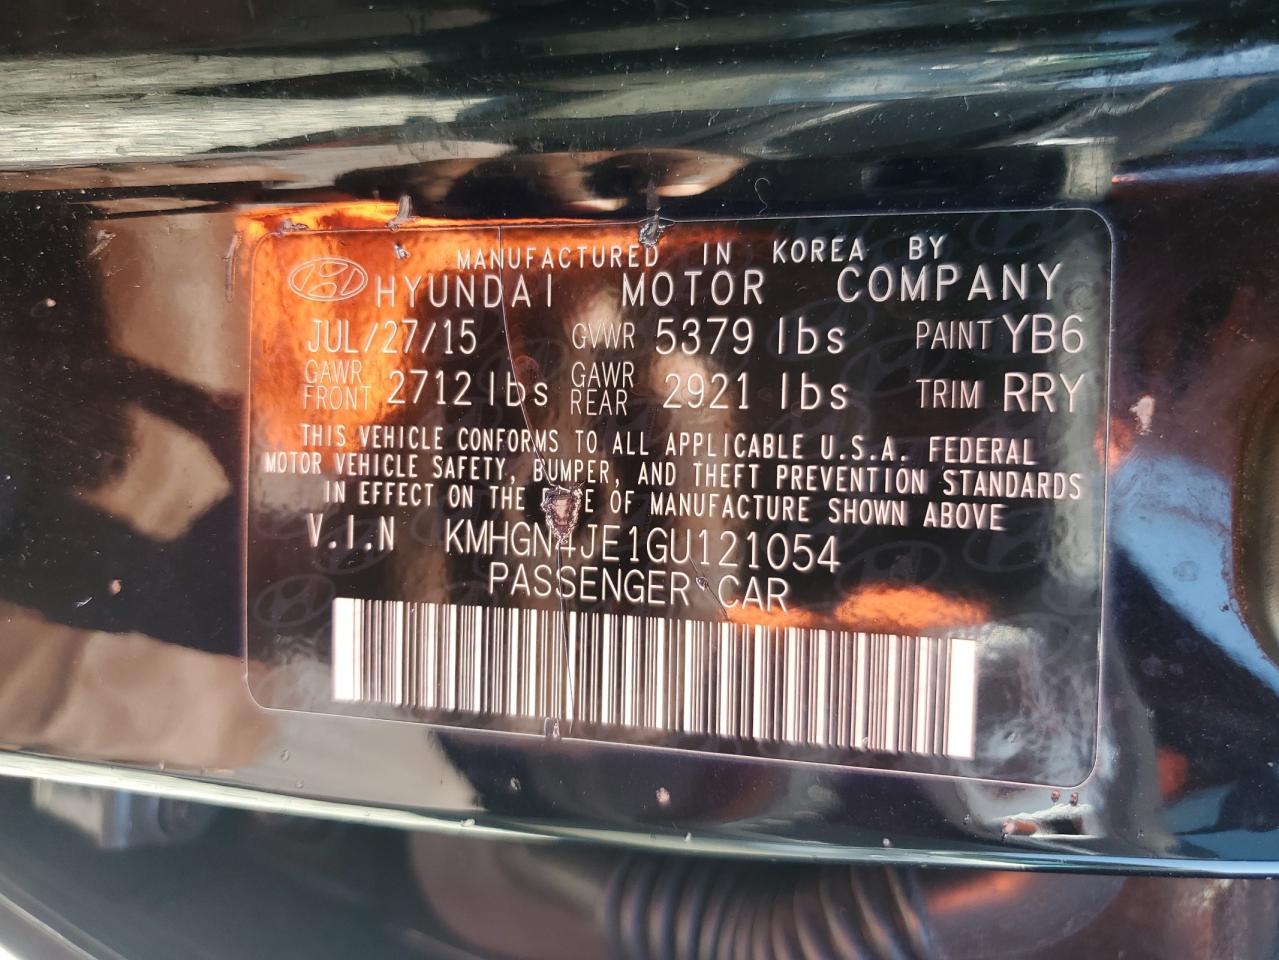 MANUFACTURED IN KOREA BY
HYUNDAI MOTOR COMPANY
JUL/27/15 GVWR 5379 lbs PAINT YB6
GAWR FRONT 2712 lbs GAWR REAR 2921 lbs TRIM RRY
THIS VEHICLE CONFORMS TO ALL APPLICABLE U.S.A. FEDERAL
MOTOR VEHICLE SAFETY, BUMPER, AND THEFT PREVENTION STANDARDS
IN EFFECT ON THE OF MANUFACTURE SHOWN ABOVE
V.I.N KMHGN4JE1GU121054
PASSENGER CAR